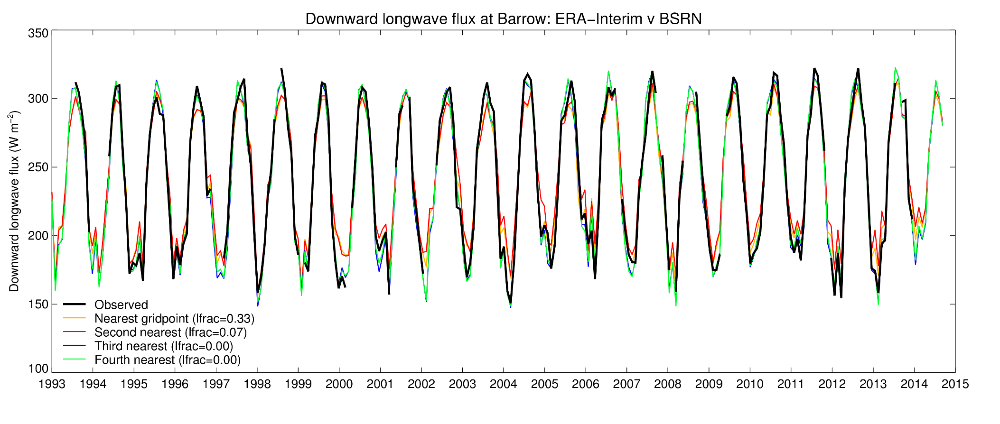 Downward longwave flux at Barrow: ERA−Interim v BSRN
Downward longwave flux (W m−2)
350
300
250
200
150
100
Observed
Nearest gridpoint (lfrac=0.33)
Second nearest (lfrac=0.07)
Third nearest (lfrac=0.00)
Fourth nearest (lfrac=0.00)
1993 1994 1995 1996 1997 1998 1999 2000 2001 2002 2003 2004 2005 2006 2007 2008 2009 2010 2011 2012 2013 2014 2015